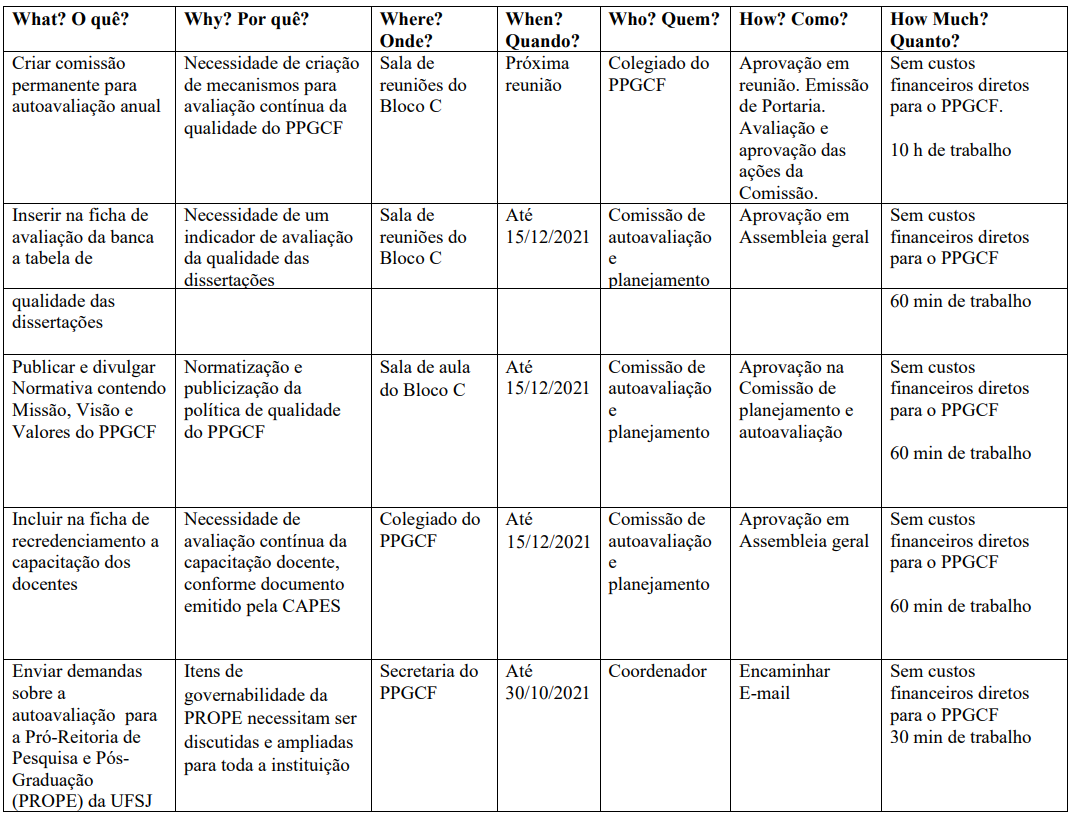 What? O quê?
Why? Por quê?
Where?
Onde?
When?
Quando?
Who? Quem?
How? Como?
How Much?
Quanto?
Criar comissão
permanente para
autoavaliação anual
Necessidade de criação
de mecanismos para
avaliação contínua da
qualidade do PPGCF
Sala de
reuniões do
Bloco C
Próxima
reunião
Colegiado do
PPGCF
Aprovação em
reunião. Emissão
de Portaria.
Avaliação e
aprovação das
ações da
Comissão.
Sem custos
financeiros diretos
para o PPGCF.
10 h de trabalho
Inserir na ficha de
avaliação da banca
a tabela de
Necessidade de um
indicador de avaliação
da qualidade das
dissertações
Sala de
reuniões do
Bloco C
Até
15/12/2021
Comissão de
autoavaliação
e
planejamento
Aprovação em
Assembleia geral
Sem custos
financeiros diretos
para o PPGCF
qualidade das
dissertações
60 min de trabalho
Publicar e divulgar
Normativa contendo
Missão, Visão e
Valores do PPGCF
Normatização e
publicização da
política de qualidade
do PPGCF
Sala de aula
do Bloco C
Até
15/12/2021
Comissão de
autoavaliação
e
planejamento
Aprovação na
Comissão de
planejamento e
autoavaliação
Sem custos
financeiros diretos
para o PPGCF
60 min de trabalho
Incluir na ficha de
recredenciamento a
capacitação dos
docentes
Necessidade de
avaliação contínua da
capacitação docente,
conforme documento
emitido pela CAPES
Colegiado do
PPGCF
Até
15/12/2021
Comissão de
autoavaliação
e
planejamento
Aprovação em
Assembleia geral
Sem custos
financeiros diretos
para o PPGCF
60 min de trabalho
Enviar demandas
sobre a
autoavaliação para
a Pró-Reitoria de
Pesquisa e Pós-
Graduação
(PROPE) da UFSJ
Itens de
governabilidade da
PROPE necessitam ser
discutidas e ampliadas
para toda a instituição
Secretaria do
PPGCF
Até
30/10/2021
Coordenador
Encaminhar
E-mail
Sem custos
financeiros diretos
para o PPGCF
30 min de trabalho